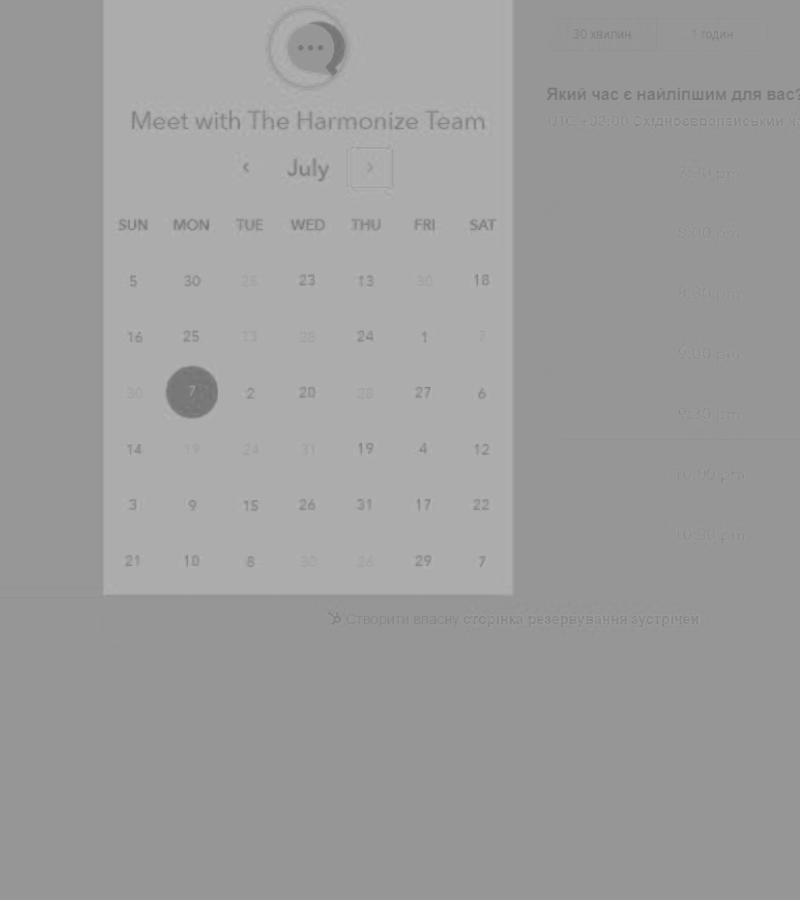 30 хвилин 1 годин
Meet with The Harmonize Team
Який час є найліпшим для вас?
UTC +03:00 Східноєвропейський ча
July
7:30 pm
SUN MON TUE WED THU FRI SAT
8:00 pm
5 30 25 23 13 30 18
8:30 pm
16 25 13 28 24 1 7
9:00 pm
30 7 2 20 28 27 6
9:30 pm
14 19 24 31 19 4 12
10:00 pm
3 9 15 26 31 17 22
10:30 pm
21 10 8 30 26 29 7
Створити власну сторінка резервування зустрічей